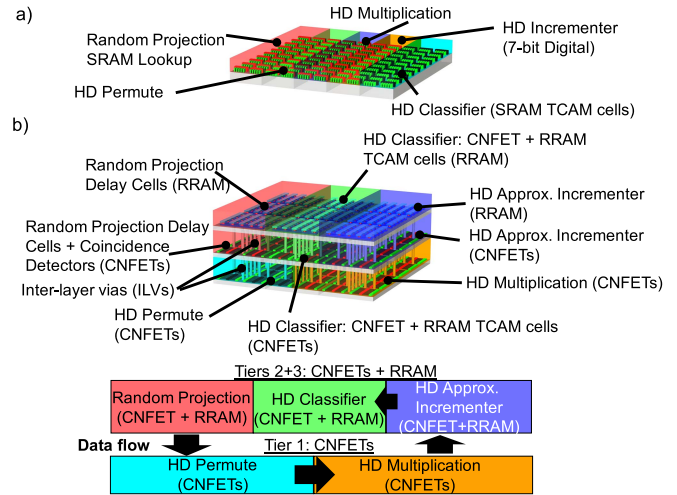 a)
HD Multiplication
Random Projection
SRAM Lookup
HD Incrementer
(7-bit Digital)
HD Permute
HD Classifier (SRAM TCAM cells)
b)
HD Classifier: CNFET + RRAM
TCAM cells (RRAM)
Random Projection
Delay Cells (RRAM)
HD Approx. Incrementer
(RRAM)
Random Projection Delay
Cells + Coincidence
Detectors (CNFETs)
HD Approx. Incrementer
(CNFETs)
Inter-layer vias (ILVs)
HD Multiplication (CNFETs)
HD Permute
(CNFETs)
HD Classifier: CNFET + RRAM TCAM cells
(CNFETs)
Tiers 2+3: CNFETs + RRAM
Random Projection
(CNFET + RRAM)
HD Classifier
(CNFET + RRAM)
HD Approx.
Incrementer
(CNFET+RRAM)
Data flow
Tier 1: CNFETs
HD Permute
(CNFETs)
HD Multiplication
(CNFETs)